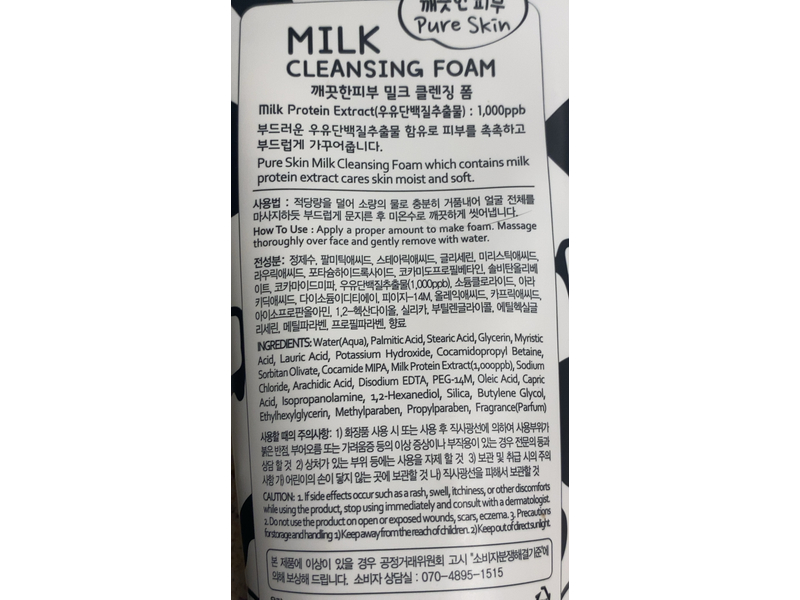 깨끗한 피부
Pure Skin
MILK
CLEANSING FOAM
깨끗한피부 밀크 클렌징 폼
Milk Protein Extract(우유단백질추출물) : 1,000ppb
부드러운 우유단백질추출물 함유로 피부를 촉촉하고
부드럽게 가꾸어줍니다.
Pure Skin Milk Cleansing Foam which contains milk
protein extract cares skin moist and soft.
사용법 : 적당량을 덜어 소량의 물로 충분히 거품내어 얼굴 전체를
마사지하듯 부드럽게 문지른 후 미온수로 깨끗하게 씻어냅니다.
How To Use : Apply a proper amount to make foam. Massage
thoroughly over face and gently remove with water.
전성분: 정제수, 팔미틱애씨드, 스테아릭애씨드, 글리세린, 미리스틱애씨드,
라우릭애씨드, 포타슘하이드록사이드, 코카미도프로필베타인, 솔비탄올리베
이트, 코카마이드미파, 우유단백질추출물(1,000ppb), 소듐클로라이드, 아라
키딕애씨드, 다이소듐이디티에이, 피이지-14M, 올레익애씨드, 카프릭애씨드,
아이소프로판올아민, 1,2-헥산다이올, 실리카, 부틸렌글라이콜, 에틸헥실글
리세린, 메틸파라벤, 프로필파라벤, 향료
INGREDIENTS: Water(Aqua), Palmitic Acid, Stearic Acid, Glycerin, Myristic
Acid, Lauric Acid, Potassium Hydroxide, Cocamidopropyl Betaine,
Sorbitan Olivate, Cocamide MIPA, Milk Protein Extract(1,000ppb), Sodium
Chloride, Arachidic Acid, Disodium EDTA, PEG-14M, Oleic Acid, Capric
Acid, Isopropanolamine, 1,2-Hexanediol, Silica, Butylene Glycol,
Ethylhexylglycerin, Methylparaben, Propylparaben, Fragrance(Parfum)
사용할 때의 주의사항: 1) 화장품 사용 시 또는 사용 후 직사광선에 의하여 사용부위가
붉은 반점, 부어오름 또는 가려움증 등의 이상 증상이나 부작용이 있는 경우 전문의 등과
상담 할 것 2) 상처가 있는 부위 등에는 사용을 자제 할 것 3) 보관 및 취급 시의 주의
사항 가) 어린이의 손이 닿지 않는 곳에 보관할 것 나) 직사광선을 피해서 보관할 것
CAUTION: 1. If side effects occur such as a rash, swell, itchiness, or other discomforts
while using the product, stop using immediately and consult with a dermatologist.
2. Do not use the product on open or exposed wounds, scars, eczema. 3. Precautions
for storage and handling 1) Keep away from the reach of children. 2) Keep out of direct sunlight
본 제품에 이상이 있을 경우 공정거래위원회 고시 "소비자분쟁해결기준"에
의해 보상해 드립니다. 소비자 상담실 : 070-4895-1515